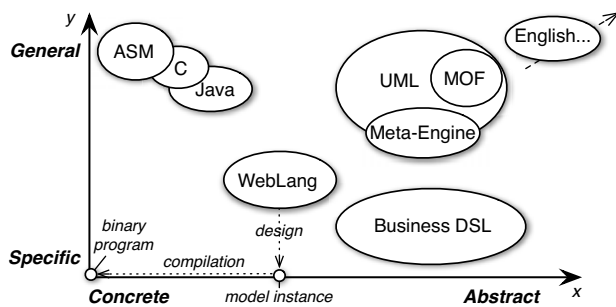 y
General
ASM
C
Java
UML
MOF
English...
Meta-Engine
WebLang
Business DSL
binary
program
design
compilation
Specific
Concrete
model instance
Abstract
x